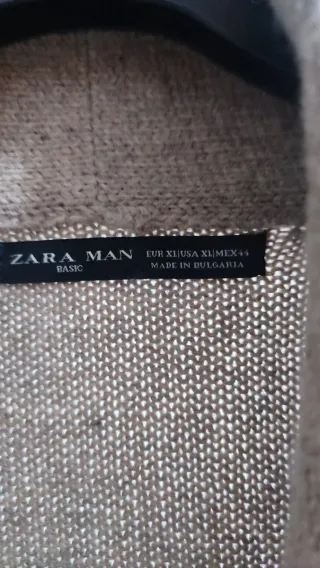 ZARA MAN
BASIC
EUR XL|USA XL|MEX 44
MADE IN BULGARIA